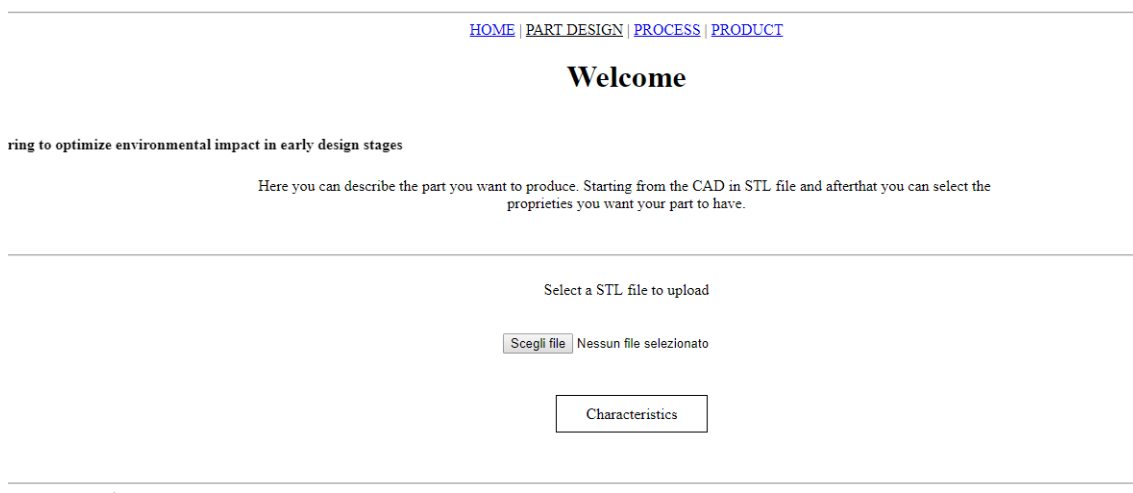 HOME | PART DESIGN | PROCESS | PRODUCT
Welcome
ring to optimize environmental impact in early design stages
Here you can describe the part you want to produce. Starting from the CAD in STL file and afterthat you can select the
proprieties you want your part to have.
Select a STL file to upload
Scegli file Nessun file selezionato
Characteristics